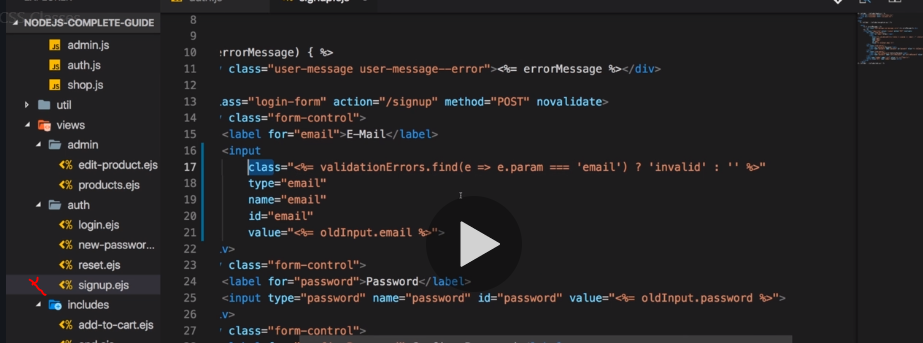 NODEJS-COMPLETE-GUIDE
admin.js
auth.js
shop.js
util
views
admin
edit-product.ejs
products.ejs
auth
login.ejs
new-passwor...
reset.ejs
signup.ejs
includes
add-to-cart.ejs
8
9
10 errorMessage) { %>
11 class="user-message user-message--error"><%= errorMessage %></div>
12
13 lass="login-form" action="/signup" method="POST" novalidate>
14 class="form-control">
15 <label for="email">E-Mail</label>
16 <input
17 class="<%= validationErrors.find(e => e.param === 'email') ? 'invalid' : '' %>"
18 type="email"
19 name="email"
20 id="email"
21 value="<%= oldInput.email %>">
22 iv>
23 class="form-control">
24 <label for="password">Password</label>
25 <input type="password" name="password" id="password" value="<%= oldInput.password %>">
26 iv>
27 class="form-control">